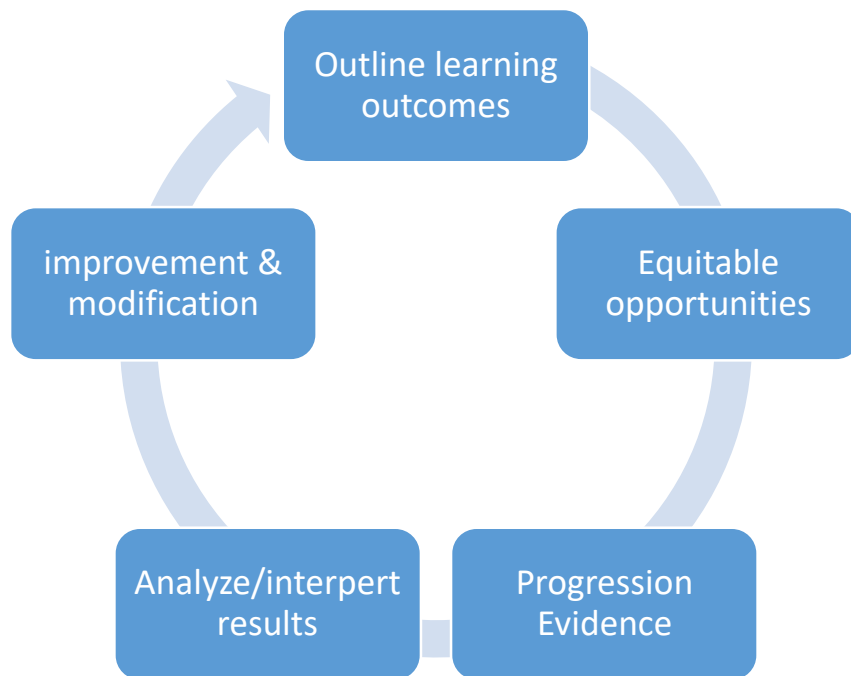 Outline learning
outcomes
Equitable
opportunities
Progression
Evidence
Analyze/interpert
results
improvement &
modification